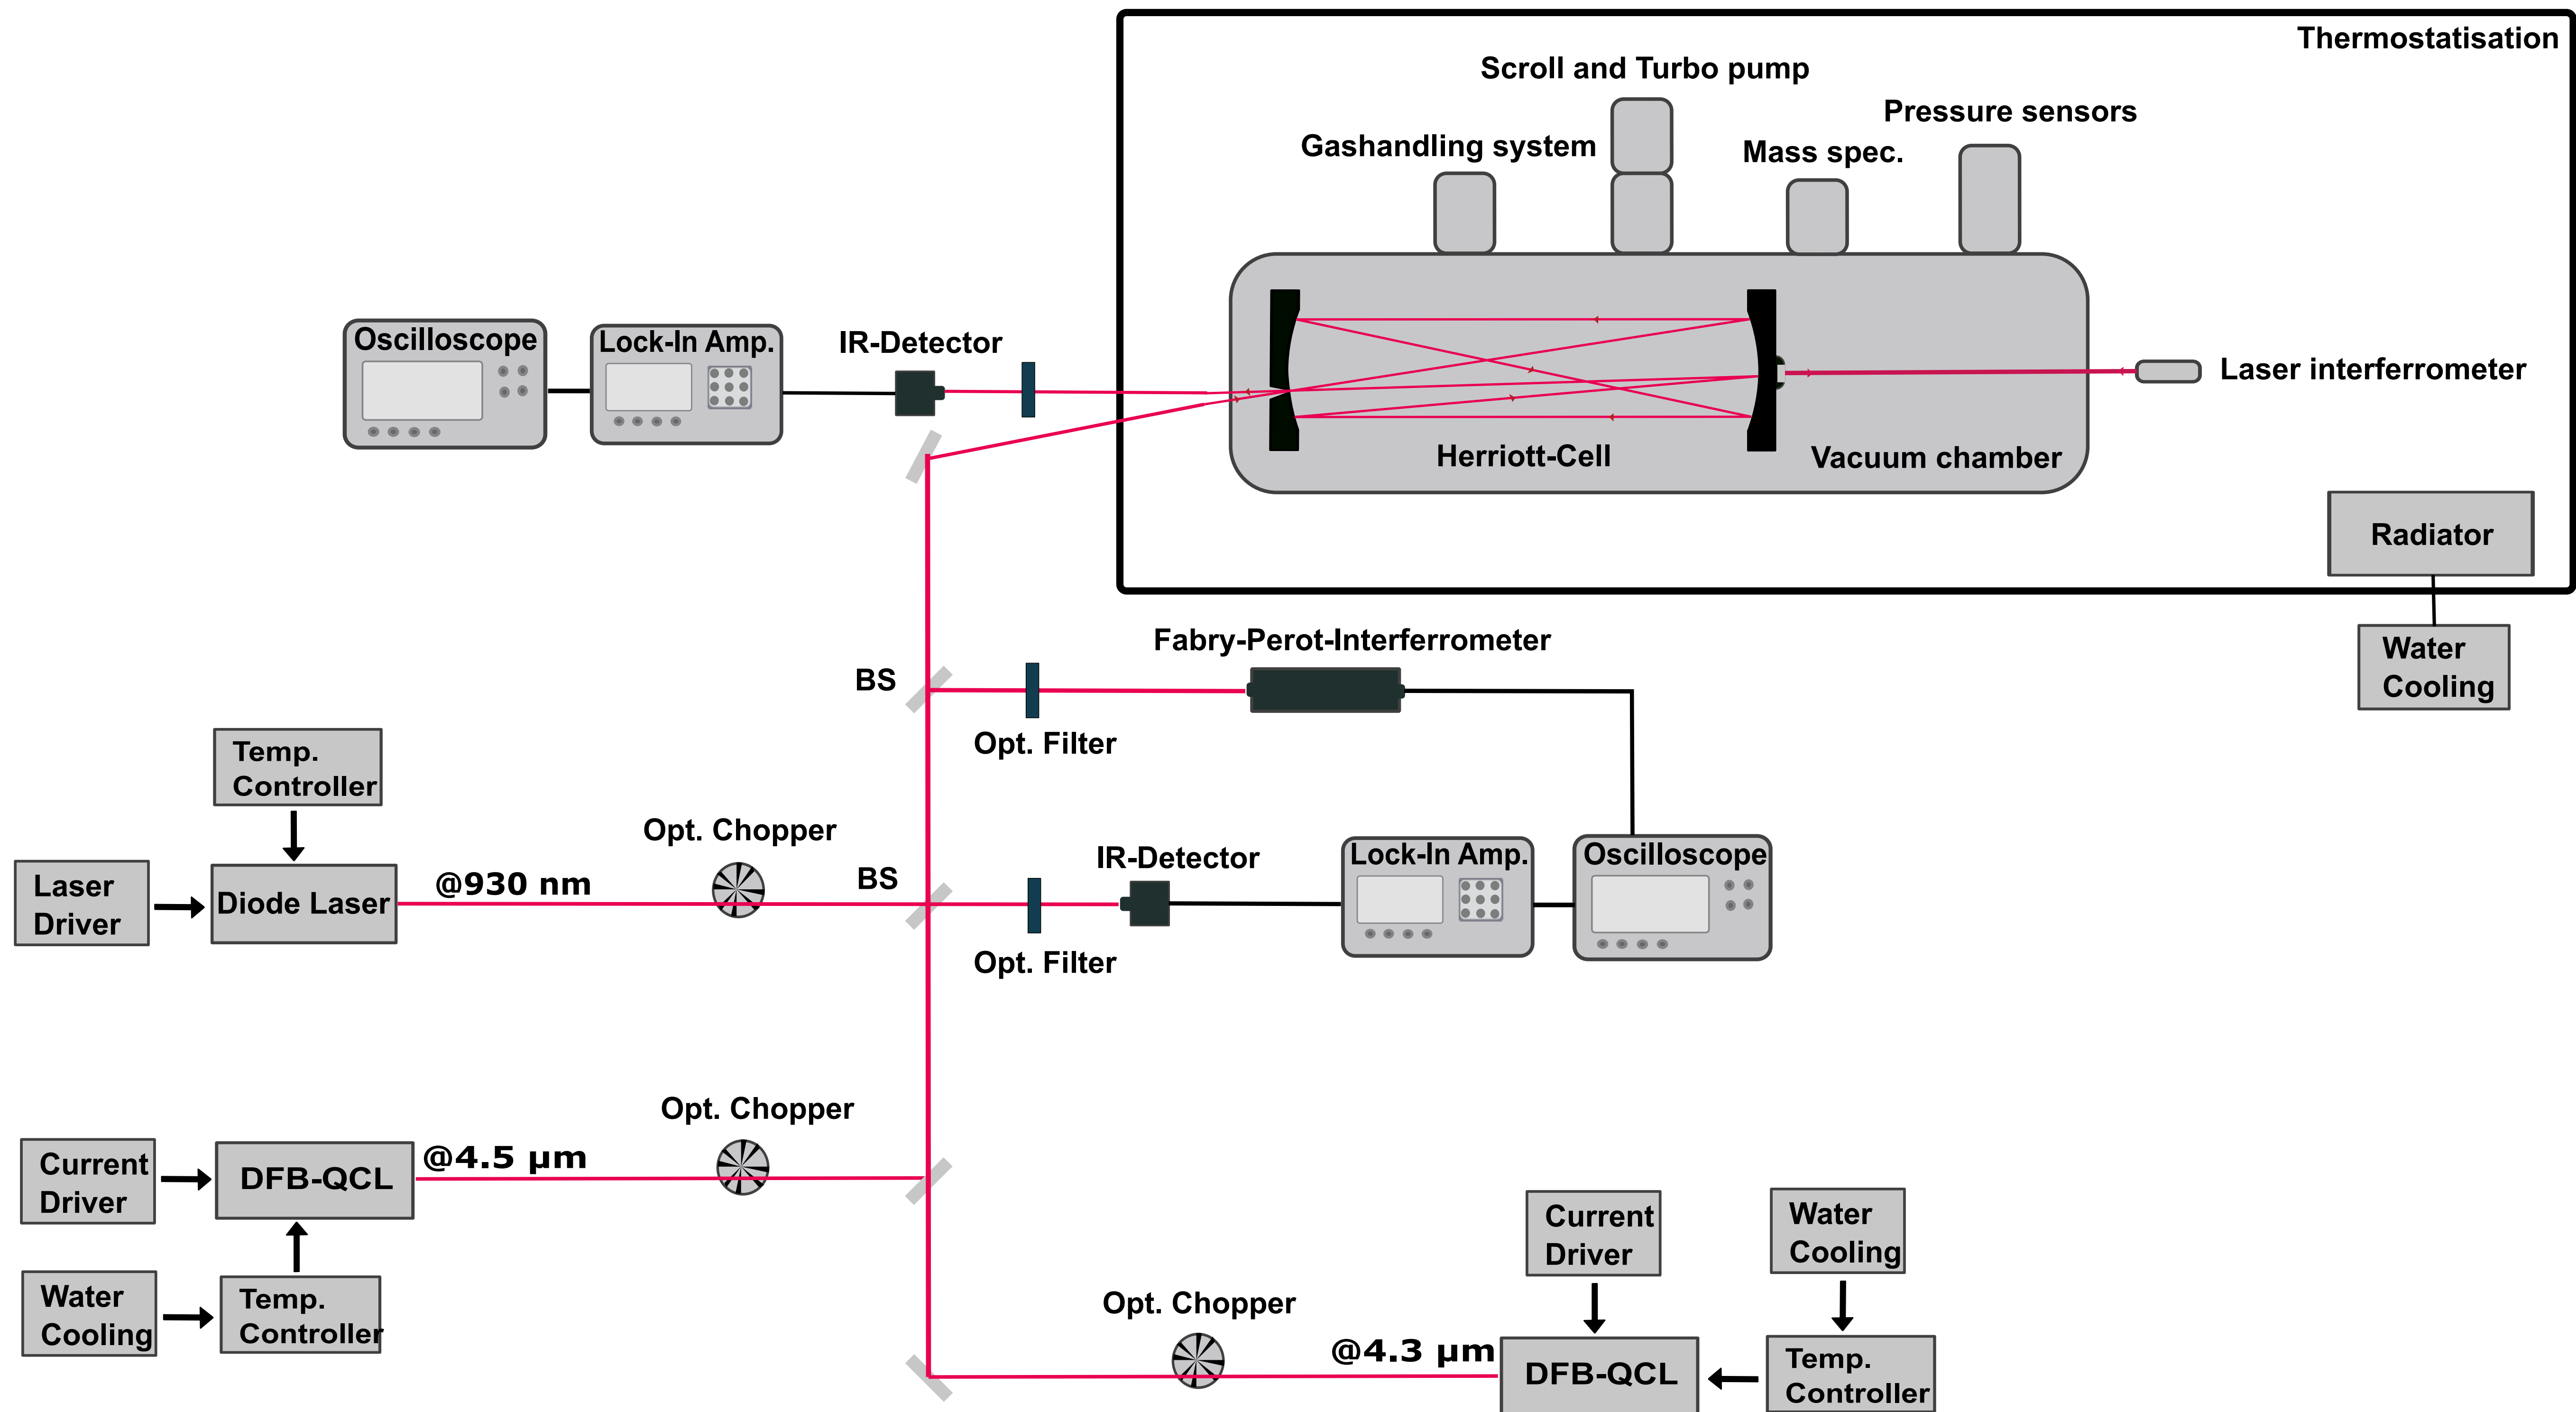 Thermostatisation
Scroll and Turbo pump
Pressure sensors
Gashandling system
Mass spec.
Oscilloscope
Lock-In Amp.
IR-Detector
Laser interferrometer
Herriott-Cell
Vacuum chamber
Radiator
Water
Cooling
Fabry-Perot-Interferrometer
BS
Opt. Filter
Temp.
Controller
Opt. Chopper
Laser
Driver
Diode Laser
@930 nm
BS
IR-Detector
Lock-In Amp.
Oscilloscope
Opt. Filter
Opt. Chopper
Current
Driver
DFB-QCL
@4.5 μm
Water
Cooling
Temp.
Controller
Current
Driver
Water
Cooling
Opt. Chopper
@4.3 μm
DFB-QCL
Temp.
Controller